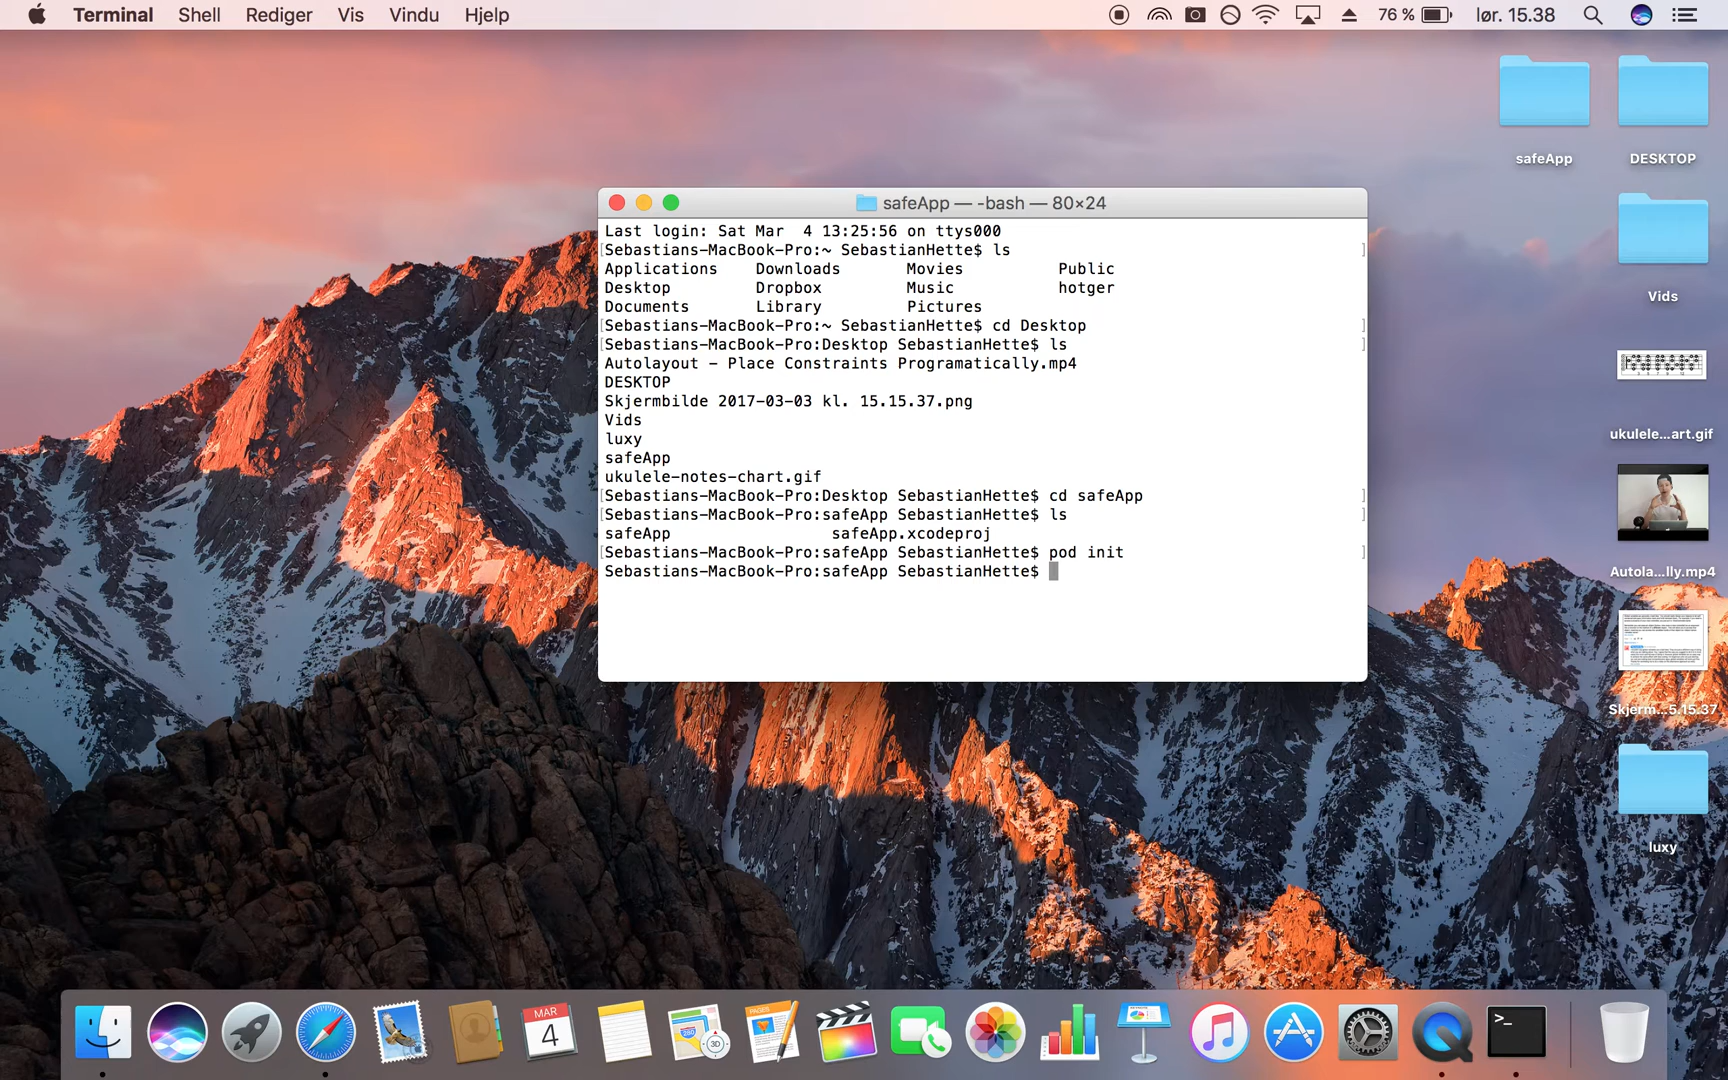 Terminal Shell Rediger Vis Vindu Hjelp 76 % lør. 15.38
safeApp DESKTOP
safeApp — -bash — 80×24
Last login: Sat Mar  4 13:25:56 on ttys000
[Sebastians-MacBook-Pro:~ SebastianHette$ ls ]
Applications Downloads Movies Public
Desktop Dropbox Music hotger
Documents Library Pictures
[Sebastians-MacBook-Pro:~ SebastianHette$ cd Desktop ]
[Sebastians-MacBook-Pro:Desktop SebastianHette$ ls ]
Autolayout - Place Constraints Programatically.mp4
DESKTOP
Skjermbilde 2017-03-03 kl. 15.15.37.png
Vids
luxy
safeApp
ukulele-notes-chart.gif
[Sebastians-MacBook-Pro:Desktop SebastianHette$ cd safeApp ]
[Sebastians-MacBook-Pro:safeApp SebastianHette$ ls ]
safeApp safeApp.xcodeproj
[Sebastians-MacBook-Pro:safeApp SebastianHette$ pod init ]
Sebastians-MacBook-Pro:safeApp SebastianHette$
Vids
ukulele...art.gif
Autola...lly.mp4
Skjerm...5.15.37
luxy
MAR
4
280
3D
PAGES
>_